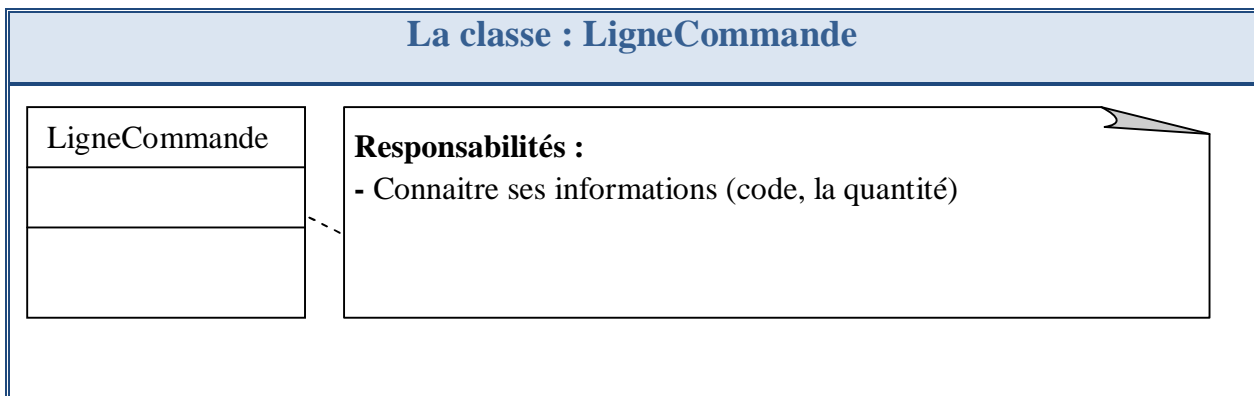 La classe : LigneCommande
LigneCommande
Responsabilités :
- Connaitre ses informations (code, la quantité)